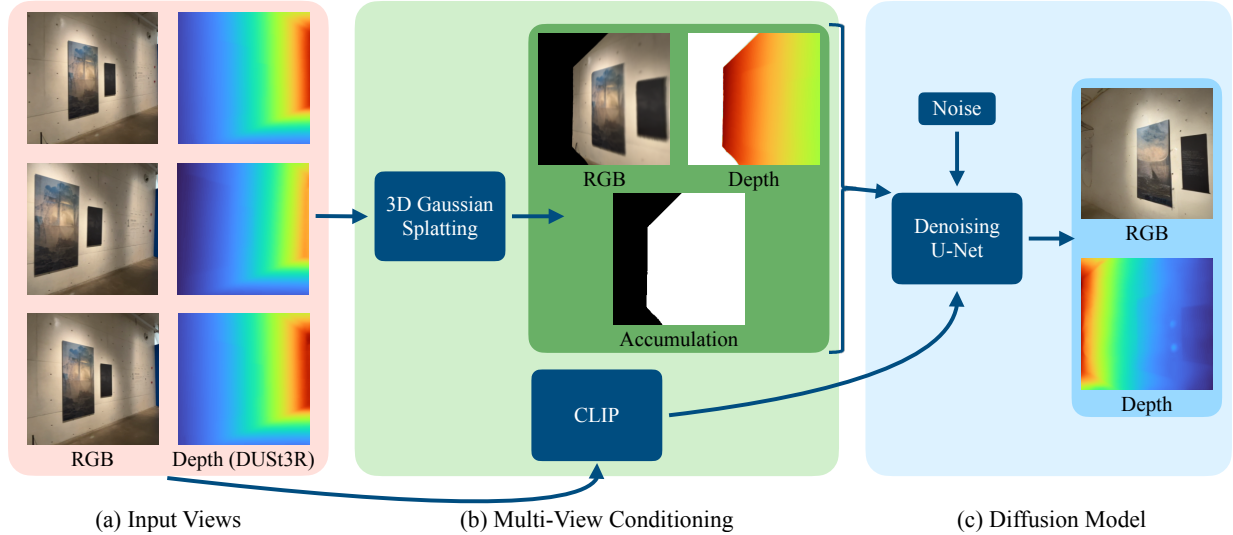 RGB
Depth (DUSt3R)
(a) Input Views
3D Gaussian
Splatting
RGB
Depth
Accumulation
CLIP
(b) Multi-View Conditioning
Noise
Denoising
U-Net
RGB
Depth
(c) Diffusion Model